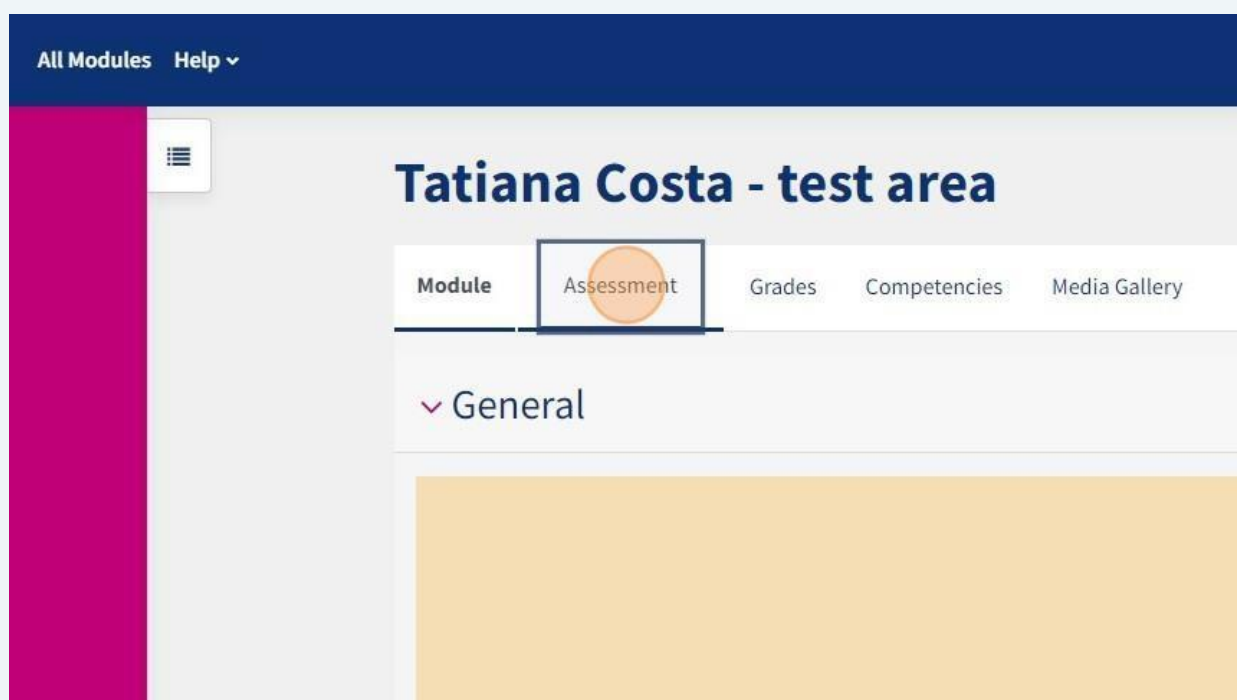 All Modules Help
Tatiana Costa - test area
Module Assessment Grades Competencies Media Gallery
General